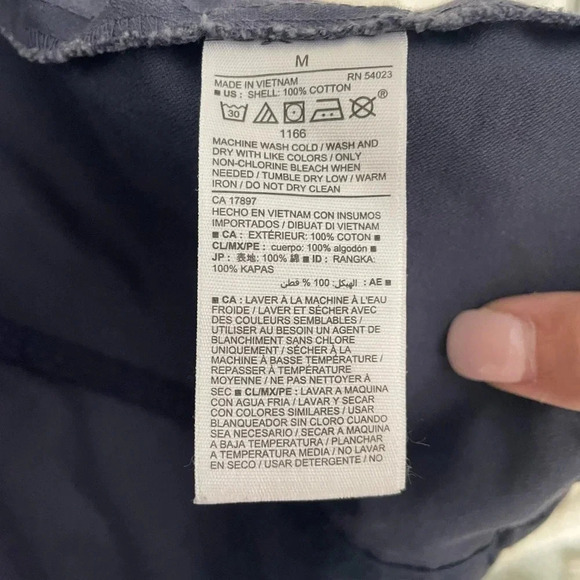 M
MADE IN VIETNAM RN 54023
■ US : SHELL: 100% COTTON
30 ®
1166
MACHINE WASH COLD / WASH AND
DRY WITH LIKE COLORS / ONLY
NON-CHLORINE BLEACH WHEN
NEEDED / TUMBLE DRY LOW / WARM
IRON / DO NOT DRY CLEAN
CA 17897
HECHO EN VIETNAM CON INSUMOS
IMPORTADOS / DIBUAT DI VIETNAM
■ CA : EXTÉRIEUR: 100% COTON ■
CL/MX/PE : cuerpo: 100% algodón ■
JP : 表地: 100% 綿 ■ ID : RANGKA:
100% KAPAS
■ AE : الهيكل: 100 % قطن
■ CA : LAVER À LA MACHINE À L'EAU
FROIDE / LAVER ET SÉCHER AVEC
DES COULEURS SEMBLABLES /
UTILISER AU BESOIN UN AGENT DE
BLANCHIMENT SANS CHLORE
UNIQUEMENT / SÉCHER À LA
MACHINE À BASSE TEMPÉRATURE /
REPASSER À TEMPÉRATURE
MOYENNE / NE PAS NETTOYER À
SEC ■ CL/MX/PE : LAVAR A MAQUINA
CON AGUA FRIA / LAVAR Y SECAR
CON COLORES SIMILARES / USAR
BLANQUEADOR SIN CLORO CUANDO
SEA NECESARIO / SECAR A MAQUINA
A BAJA TEMPERATURA / PLANCHAR
A TEMPERATURA MEDIA / NO LAVAR
EN SECO / USAR DETERGENTE / NO